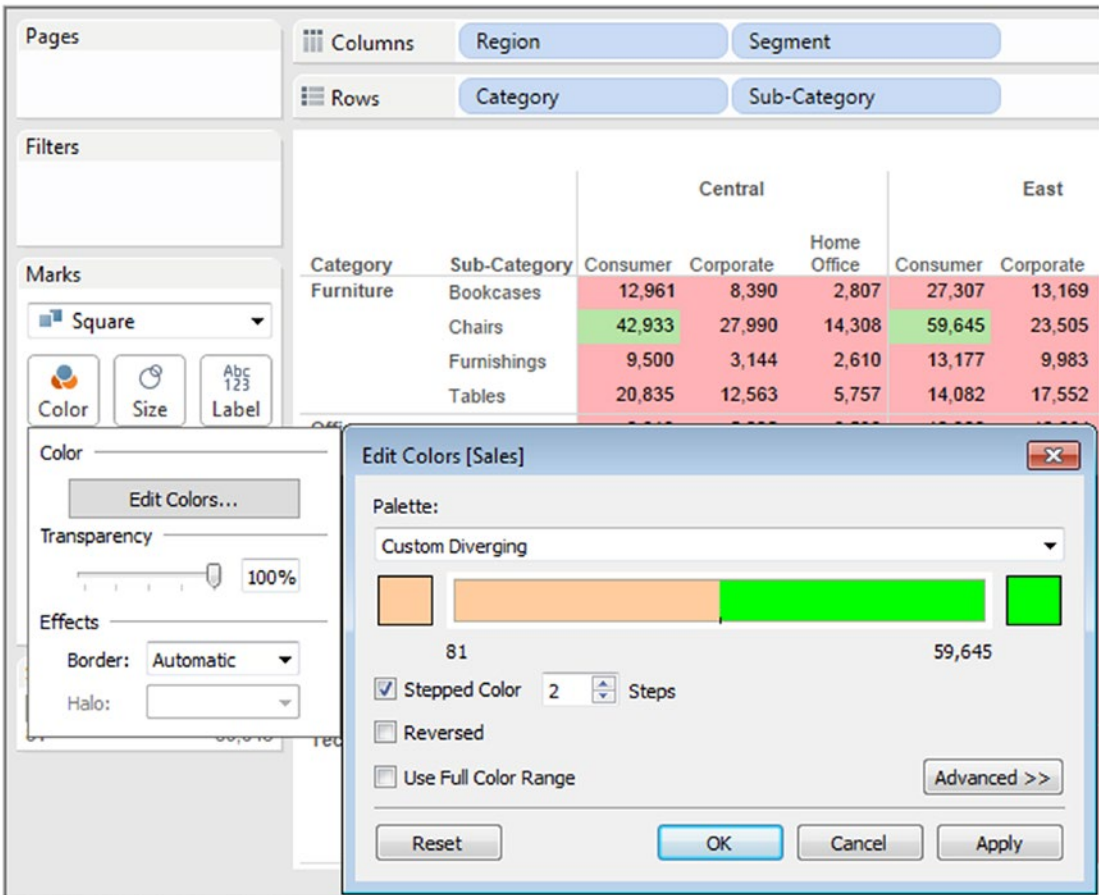 Pages
Columns Region Segment
Rows Category Sub-Category
Filters
Central East
Category Sub-Category Consumer Corporate Home Office Consumer Corporate
Furniture Bookcases 12,961 8,390 2,807 27,307 13,169
Chairs 42,933 27,990 14,308 59,645 23,505
Furnishings 9,500 3,144 2,610 13,177 9,983
Tables 20,835 12,563 5,757 14,082 17,552
Marks
Square
Abc
123
Color Size Label
Color
Edit Colors...
Transparency
100%
Effects
Border: Automatic
Halo:
Edit Colors [Sales]
Palette:
Custom Diverging
81 59,645
Stepped Color 2 Steps
Reversed
Use Full Color Range
Advanced >>
Reset OK Cancel Apply